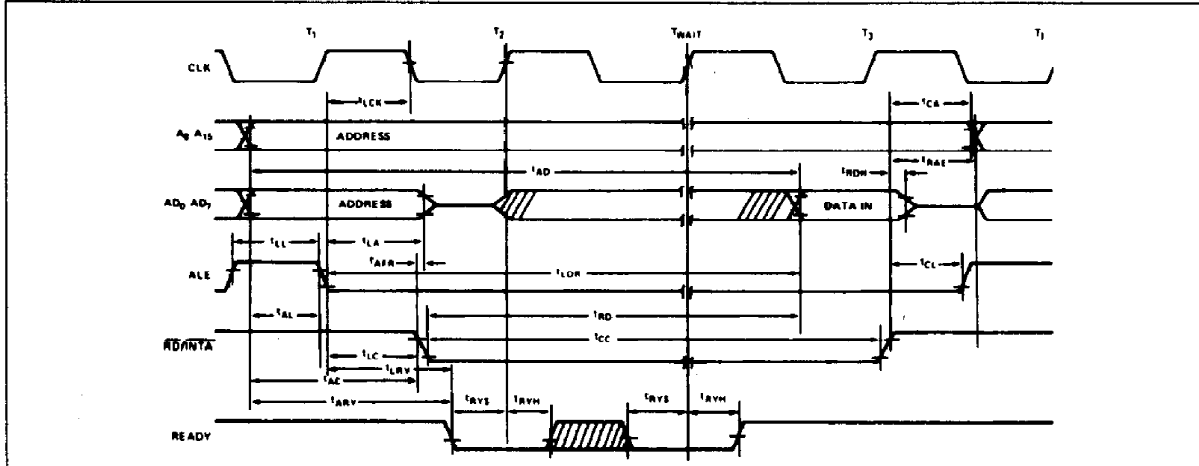 T1 T2 TWAIT T3 T1
CLK
tLCK tCA
A8 A15 ADDRESS
tRAE
tAD tRDH
AD0 AD7 ADDRESS DATA IN
tLL tLA
tAFR tLDR tCL
ALE
tAL tRD
tCC
RD/INTA
tLC
tLRY
tAC
tARY
tRYS tRYH tRYS tRYH
READY